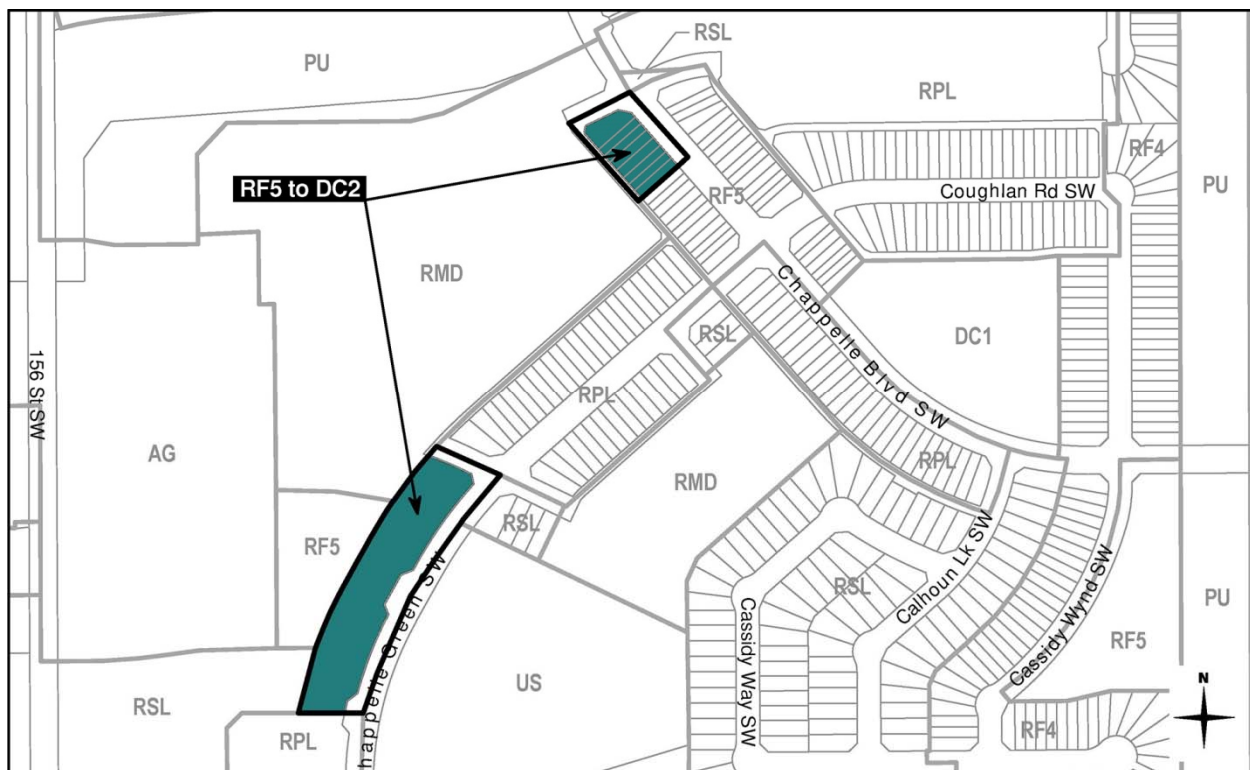 RSL
PU
RPL
RF4
RF5 to DC2
RF5
Coughlan Rd SW
PU
RMD
Chappelle Blvd SW
RSL
DC1
156 St SW
RPL
AG
RPL
RMD
RSL
RF5
Chappelle Green SW
Calhoun Lk SW
RSL
Cassidy Way SW
Cassidy Wynd SW
PU
RF5
US
RSL
N
RPL
RF4